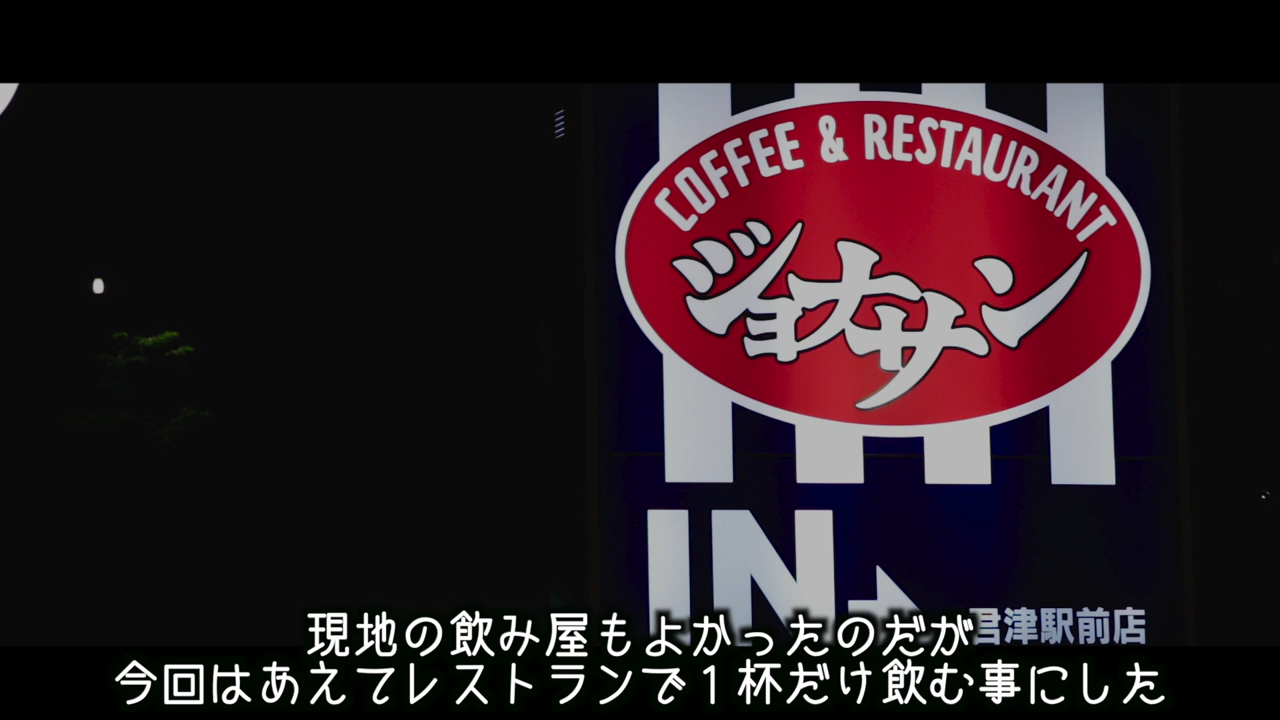 COFFEE & RESTAURANT
ジョナサン
IN
君津駅前店
現地の飲み屋もよかったのだが
今回はあえてレストランで1杯だけ飲む事にした